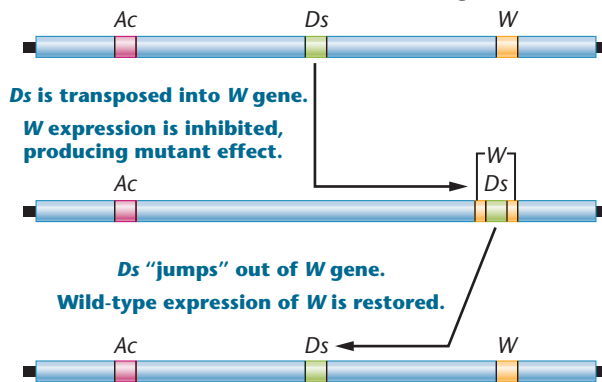 Ac Ds W
Ds is transposed into W gene.
W expression is inhibited,
producing mutant effect.
W
Ac Ds
Ds “jumps” out of W gene.
Wild-type expression of W is restored.
Ac Ds W